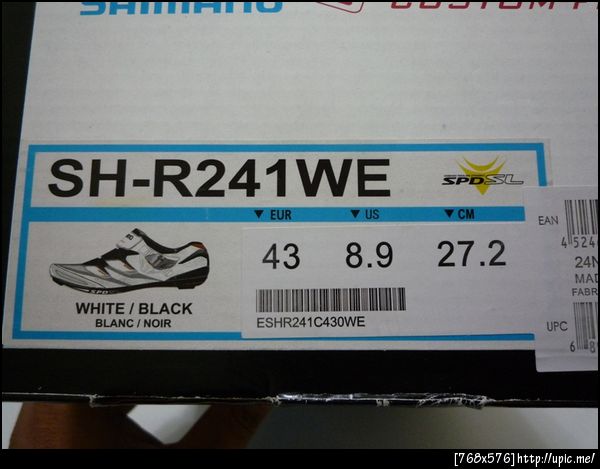 SHIMANO
SH-R241WE
SPD-SL
▼ EUR ▼ US ▼ CM
43 8.9 27.2
ESHR241C430WE
SPD
WHITE / BLACK
BLANC / NOIR
EAN
UPC
[768x576]http://upic.me/